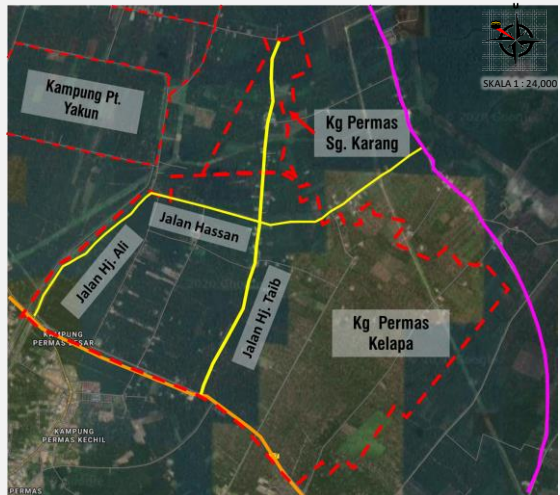 SKALA 1 : 24,000
Kampung Pt.
Yakun
Kg Permas
Sg. Karang
Jalan Hassan
Jalan Hj. Ali
Jalan Hj. Taib
Kg Permas
Kelapa
KAMPUNG
PERMAS BESAR
KAMPUNG
PERMAS KECHIL
PERMAS